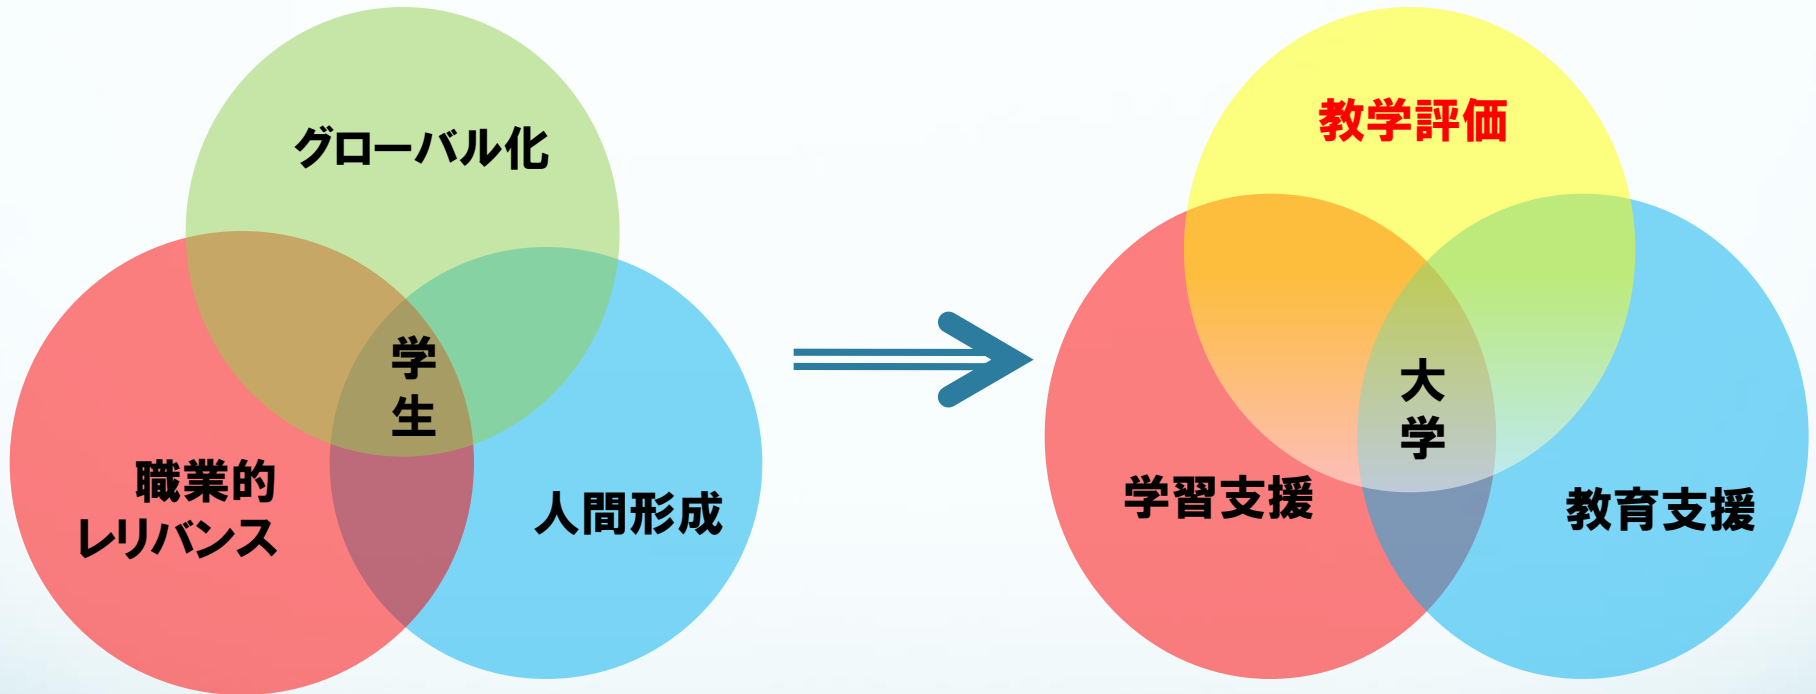 グローバル化
学
生
職業的
レリバンス
人間形成
教学評価
大
学
学習支援
教育支援